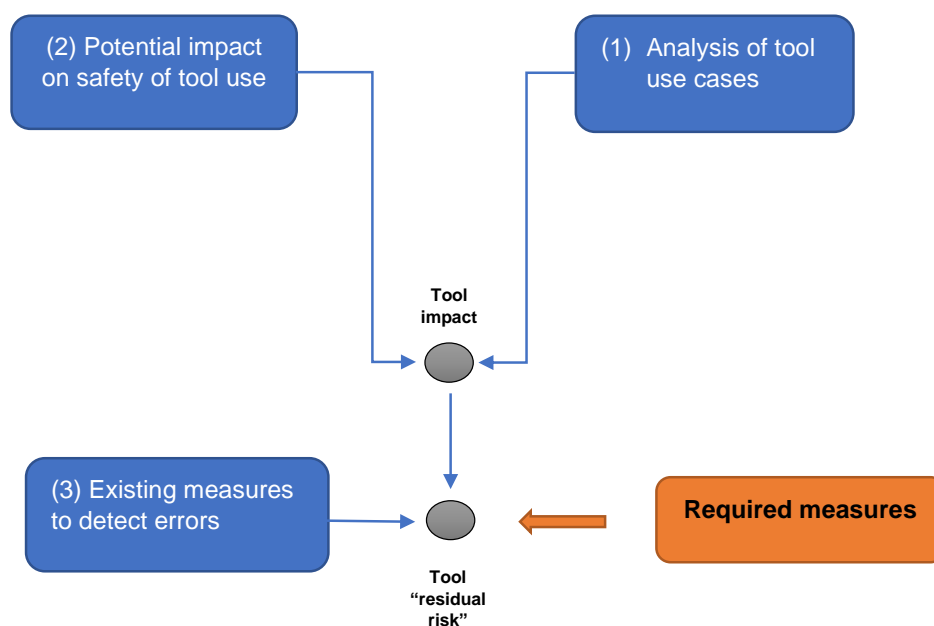 (2) Potential impact
on safety of tool use
(1) Analysis of tool
use cases
Tool
impact
(3) Existing measures
to detect errors
Required measures
Tool
“residual
risk”